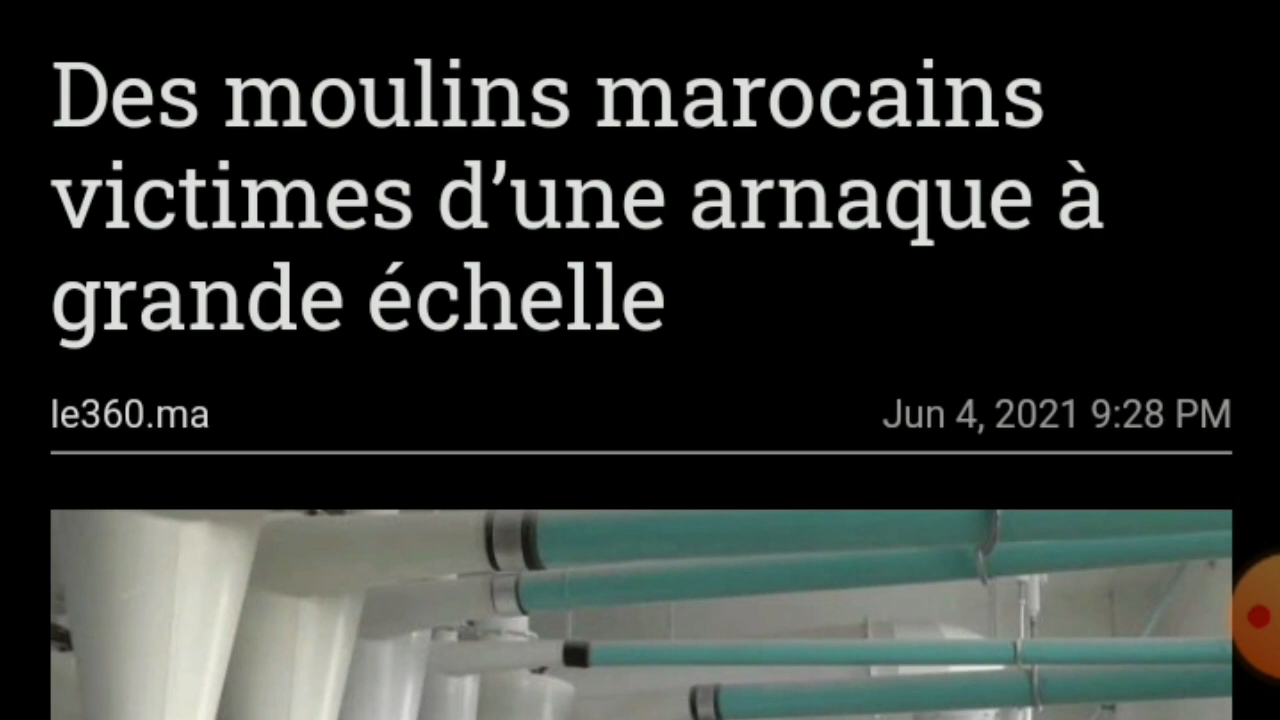 Des moulins marocains
victimes d’une arnaque à
grande échelle
le360.ma
Jun 4, 2021 9:28 PM